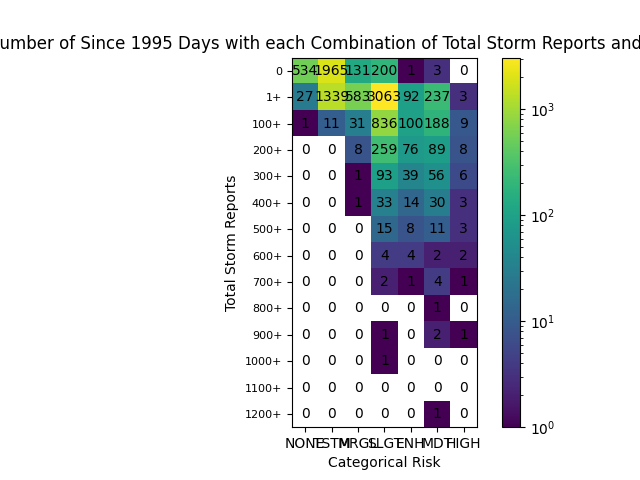 umber of Since 1995 Days with each Combination of Total Storm Reports and
0 534 1965 131 200 1 3 0
1+ 27 1339 583 3063 92 237 3
100+ 1 11 31 836 100 188 9
200+ 0 0 8 259 76 89 8
300+ 0 0 1 93 39 56 6
400+ 0 0 1 33 14 30 3
500+ 0 0 0 15 8 11 3
600+ 0 0 0 4 4 2 2
700+ 0 0 0 2 1 4 1
800+ 0 0 0 0 0 1 0
900+ 0 0 0 1 0 2 1
1000+ 0 0 0 1 0 0 0
1100+ 0 0 0 0 0 0 0
1200+ 0 0 0 0 0 1 0
NONE TSTM MRGL SLGT ENH MDT HIGH
Categorical Risk
Total Storm Reports
10³
10²
10¹
10⁰